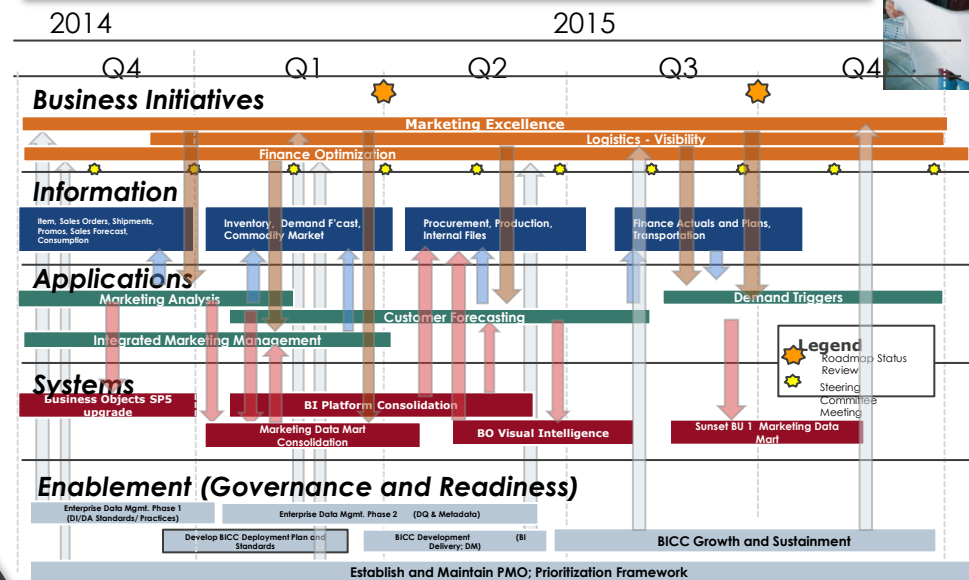 2014
2015
Q4
Q1
Q2
Q3
Q4
Business Initiatives
Marketing Excellence
Logistics - Visibility
Finance Optimization
Information
Item, Sales Orders, Shipments,
Promos, Sales Forecast,
Consumption
Inventory, Demand F'cast,
Commodity Market
Procurement, Production,
Internal Files
Finance Actuals and Plans,
Transportation
Applications
Marketing Analysis
Demand Triggers
Customer Forecasting
Integrated Marketing Management
Legend
Roadmap Status
Review
Steering
Committee
Meeting
Systems
Business Objects SP5
upgrade
BI Platform Consolidation
Marketing Data Mart
Consolidation
BO Visual Intelligence
Sunset BU 1 Marketing Data
Mart
Enablement (Governance and Readiness)
Enterprise Data Mgmt. Phase 1
(DI/DA Standards/ Practices)
Enterprise Data Mgmt. Phase 2 (DQ & Metadata)
Develop BICC Deployment Plan and
Standards
BICC Development (BI
Delivery; DM)
BICC Growth and Sustainment
Establish and Maintain PMO; Prioritization Framework